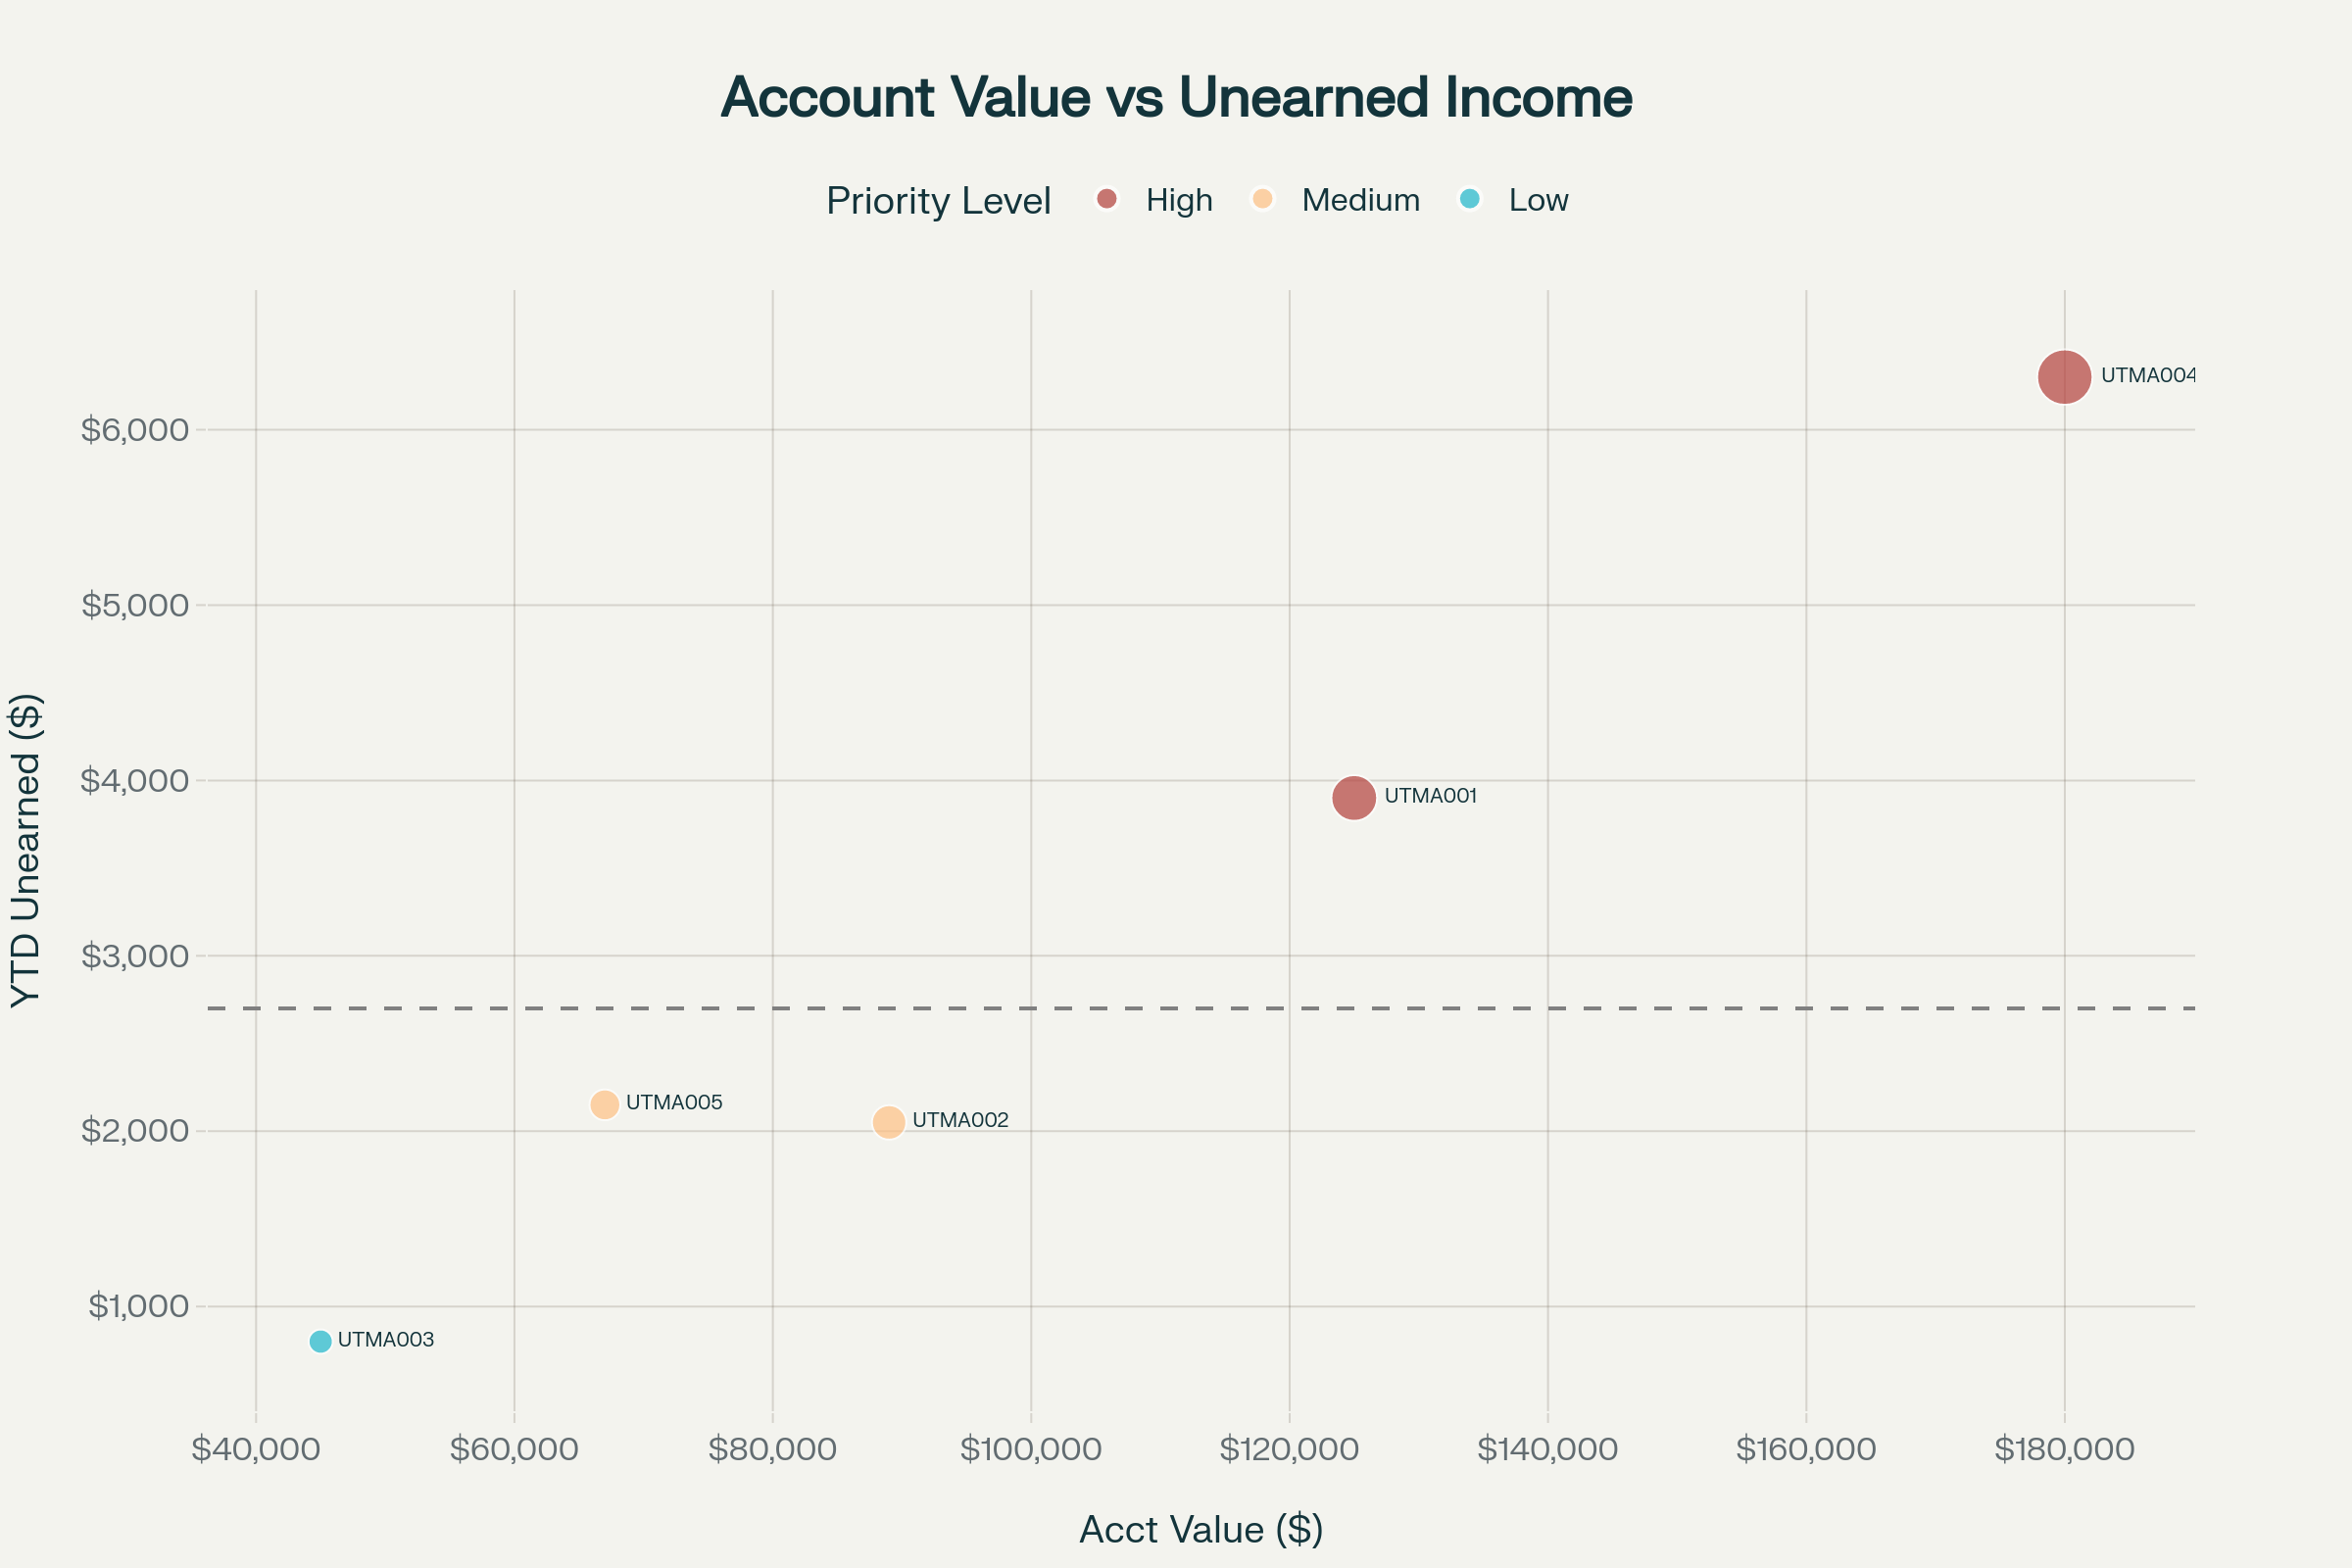 Account Value vs Unearned Income
Priority Level High Medium Low
UTMA004
$6,000
$5,000
$4,000
UTMA001
$3,000
YTD Unearned ($)
UTMA005
UTMA002
$2,000
$1,000
UTMA003
$40,000 $60,000 $80,000 $100,000 $120,000 $140,000 $160,000 $180,000
Acct Value ($)